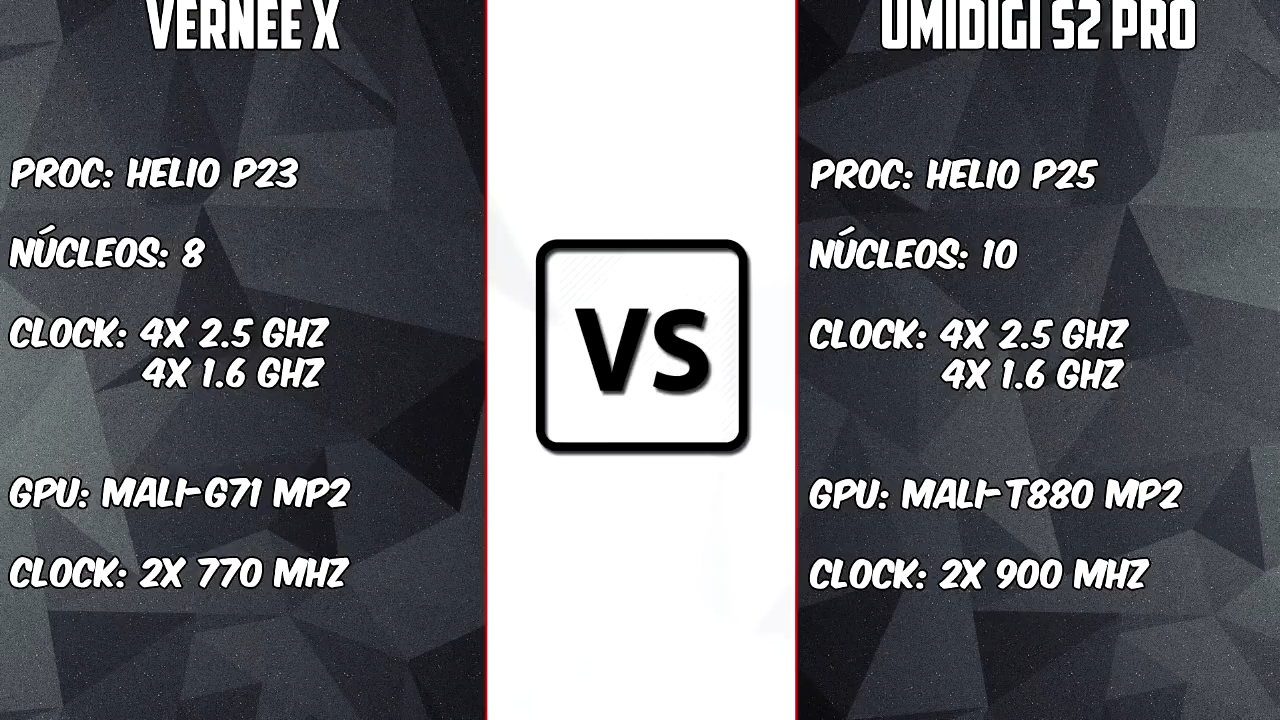 VERNEE X
PROC: HELIO P23
NÚCLEOS: 8
CLOCK: 4X 2.5 GHZ
4X 1.6 GHZ
GPU: MALI-G71 MP2
CLOCK: 2X 770 MHZ
VS
UMIDIGI S2 PRO
PROC: HELIO P25
NÚCLEOS: 10
CLOCK: 4X 2.5 GHZ
4X 1.6 GHZ
GPU: MALI-T880 MP2
CLOCK: 2X 900 MHZ